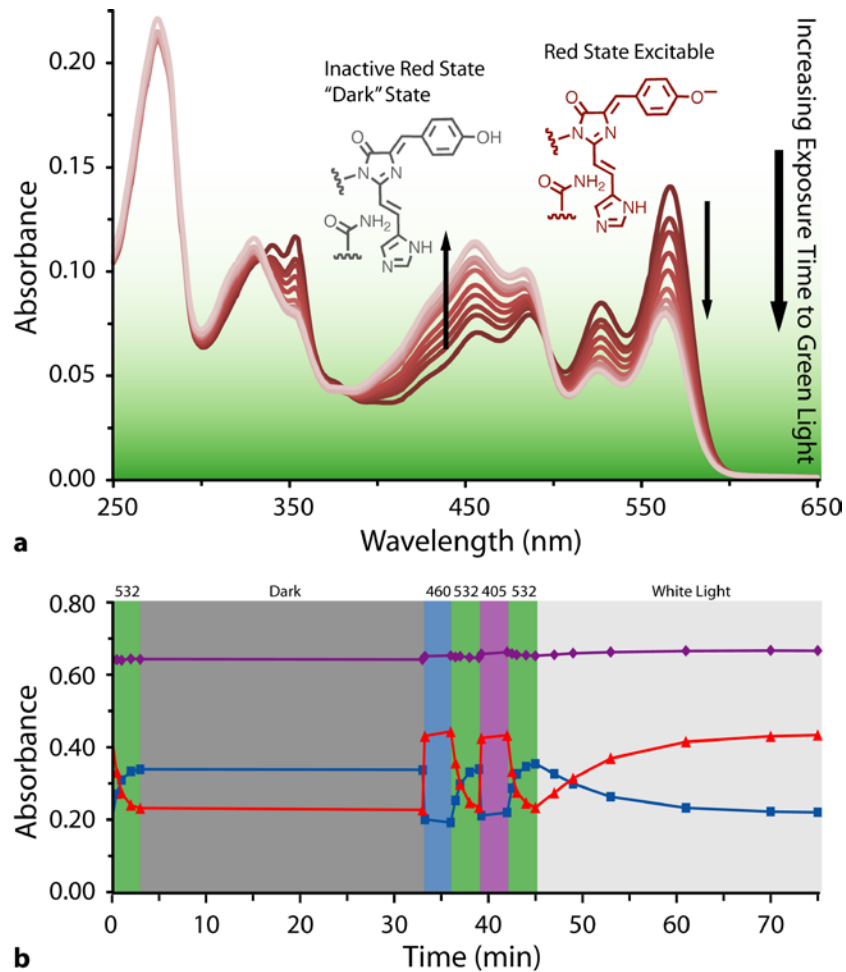 0.20
0.15
0.10
0.05
0.00
Absorbance
Inactive Red State
“Dark” State
O
OH
N
N
O
NH₂
NH
N
Red State Excitable
O
O–
N
N
O
NH₂
NH
N
Increasing Exposure Time to Green Light
250 350 450 550 650
Wavelength (nm)
a
532 Dark 460 532 405 532 White Light
0.80
0.60
0.40
0.20
0.00
Absorbance
0 10 20 30 40 50 60 70
Time (min)
b